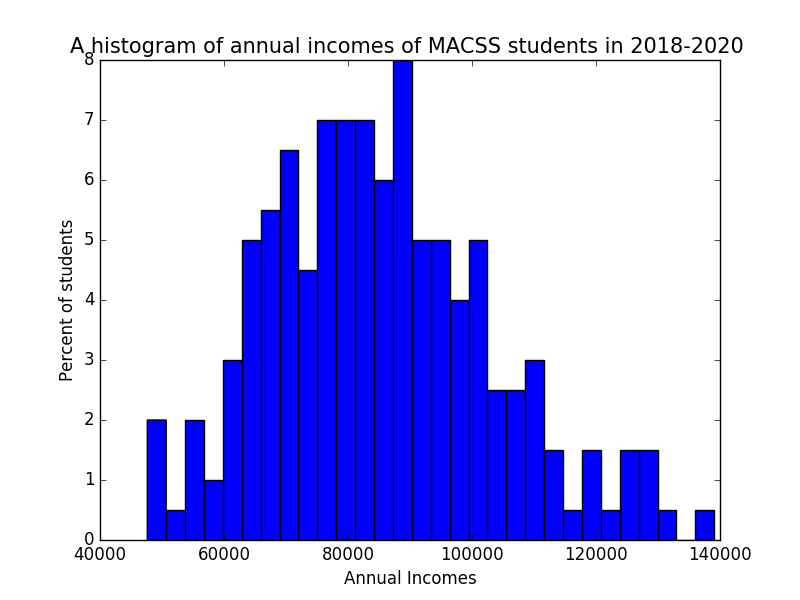 A histogram of annual incomes of MACSS students in 2018-2020
8
7
6
5
4
3
2
1
0
Percent of students
40000 60000 80000 100000 120000 140000
Annual Incomes